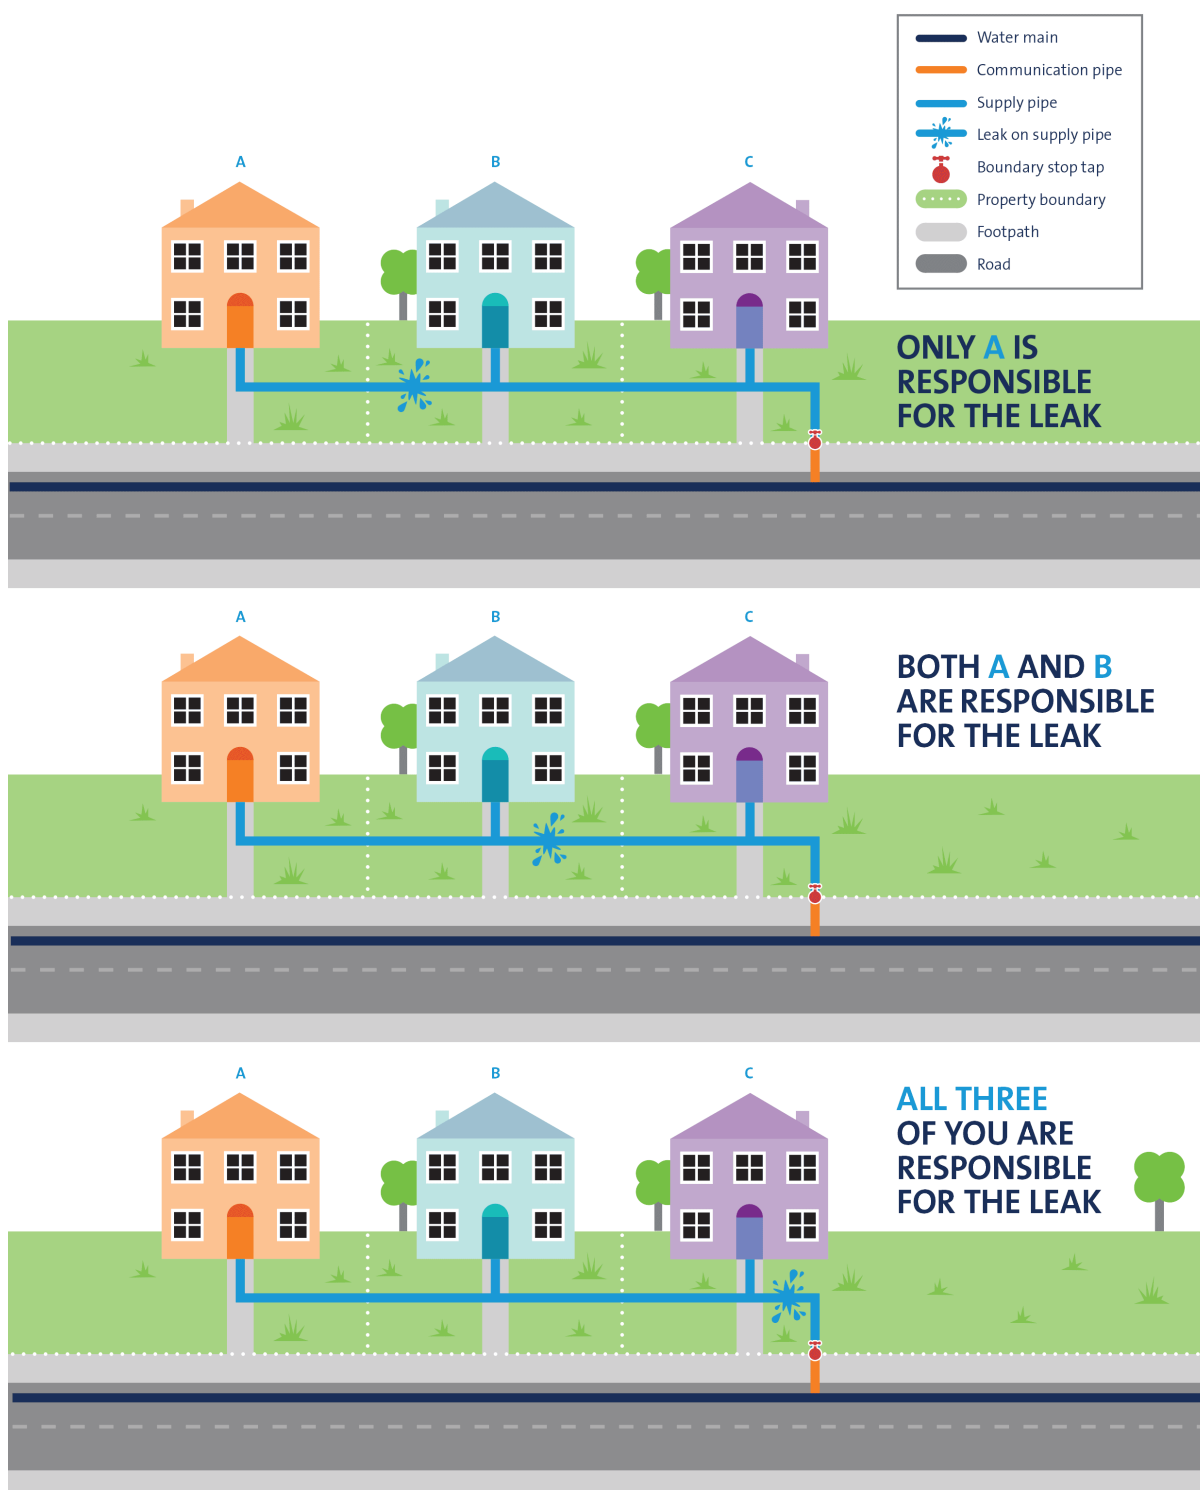 Water main
Communication pipe
Supply pipe
Leak on supply pipe
Boundary stop tap
Property boundary
Footpath
Road
A
B
C
ONLY A IS
RESPONSIBLE
FOR THE LEAK
A
B
C
BOTH A AND B
ARE RESPONSIBLE
FOR THE LEAK
A
B
C
ALL THREE
OF YOU ARE
RESPONSIBLE
FOR THE LEAK